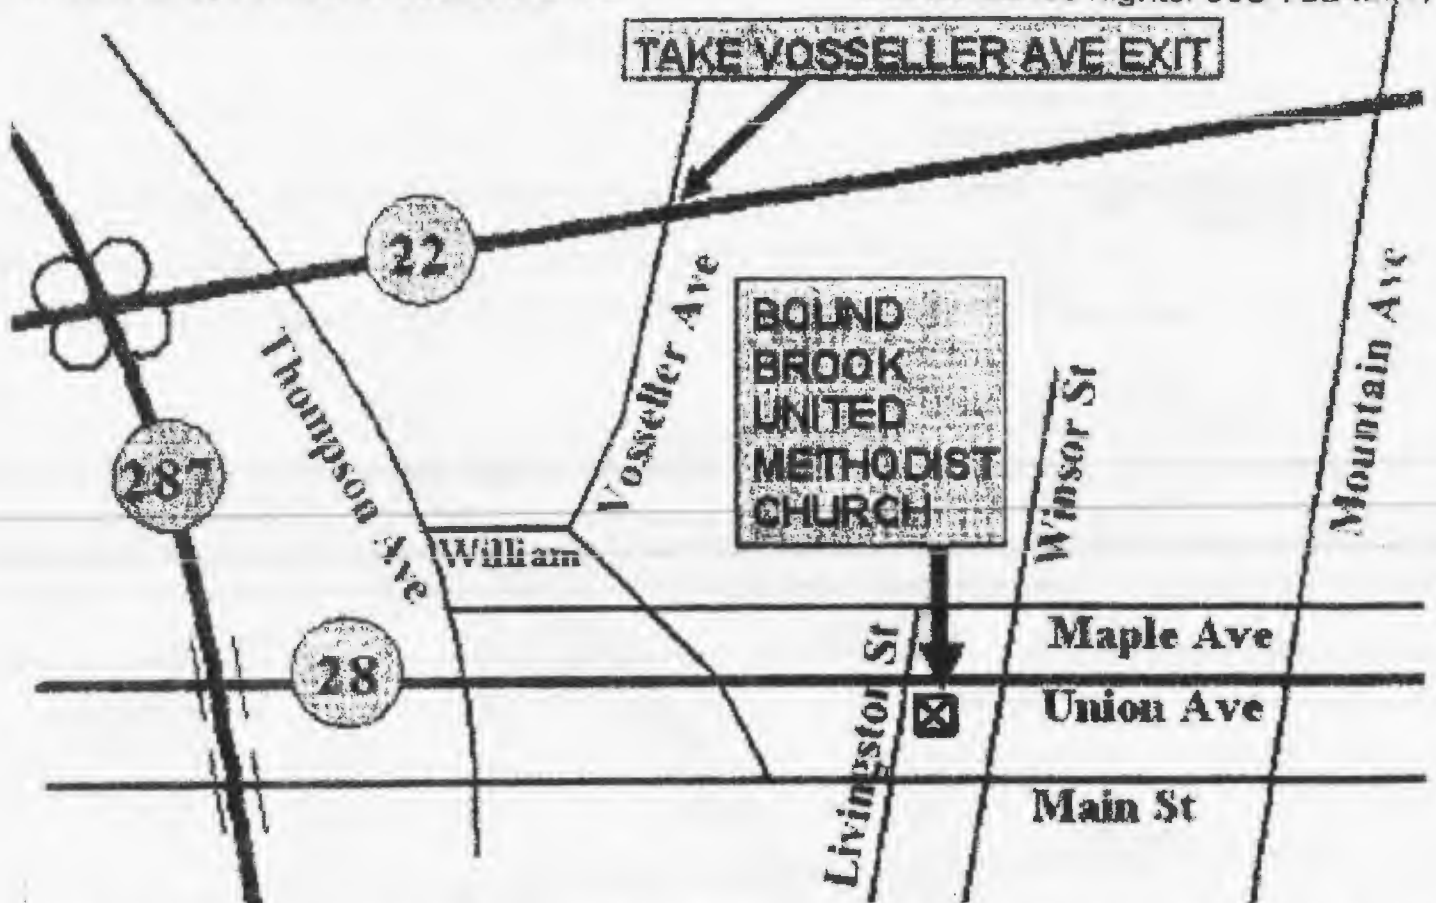 TAKE VOSSELLER AVE EXIT
22
Vosseller Ave
BOUND
BROOK
UNITED
METHODIST
CHURCH
Thompson Ave
Mountain Ave
Winsor St
287
William
Maple Ave
28
Union Ave
Livingston St
Main St